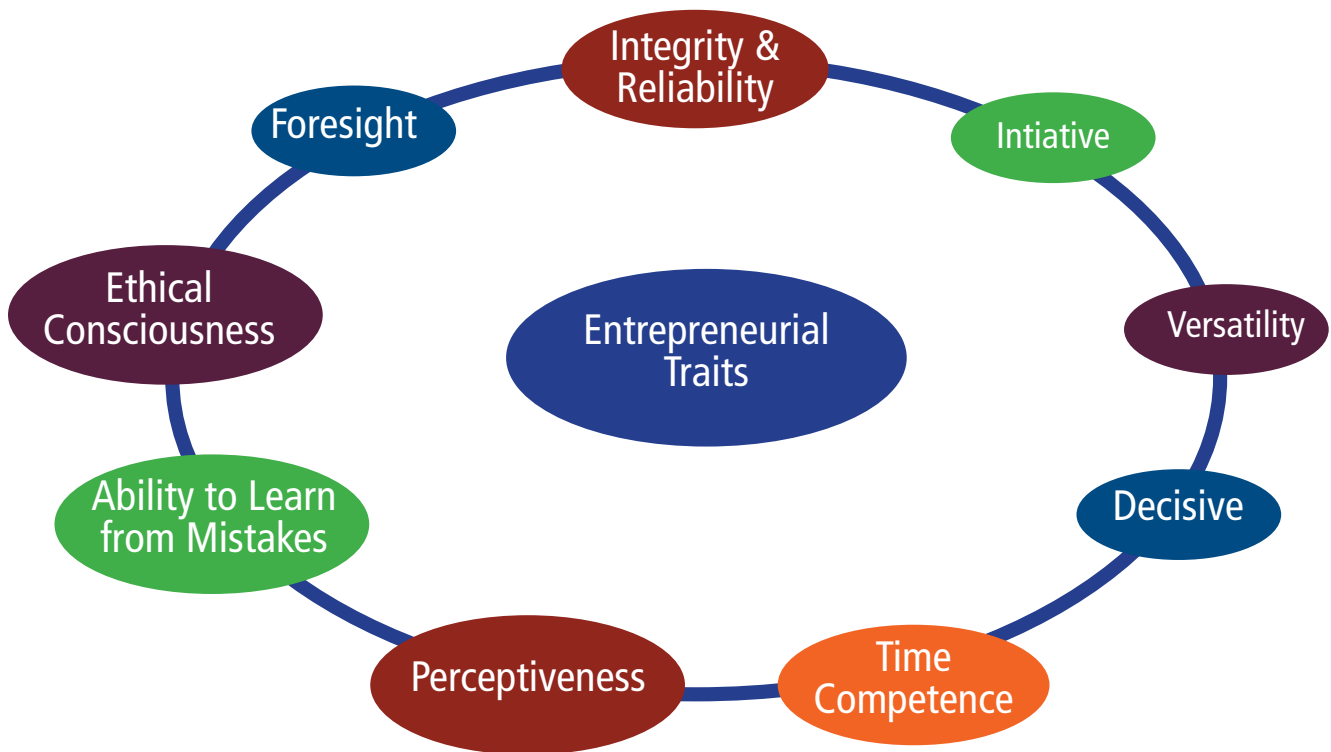 Integrity &
Reliability
Foresight
Intiative
Ethical
Consciousness
Entrepreneurial
Traits
Versatility
Ability to Learn
from Mistakes
Decisive
Perceptiveness
Time
Competence